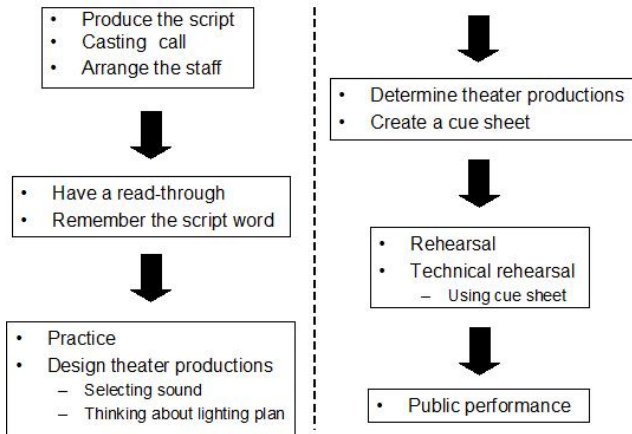 • Produce the script
• Casting call
• Arrange the staff
• Have a read-through
• Remember the script word
• Practice
• Design theater productions
– Selecting sound
– Thinking about lighting plan
• Determine theater productions
• Create a cue sheet
• Rehearsal
• Technical rehearsal
– Using cue sheet
• Public performance